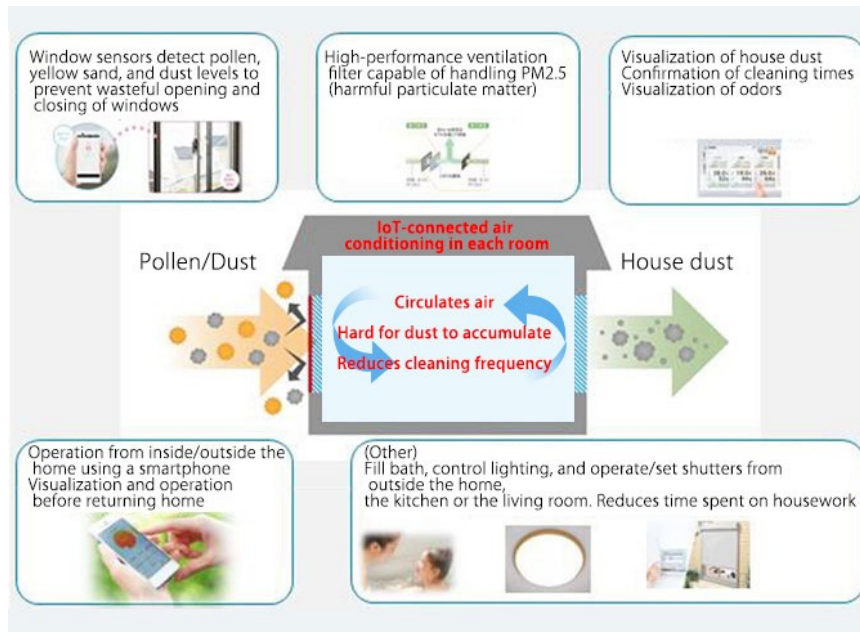 Window sensors detect pollen,
yellow sand, and dust levels to
prevent wasteful opening and
closing of windows
High-performance ventilation
filter capable of handling PM2.5
(harmful particulate matter)
Visualization of house dust
Confirmation of cleaning times
Visualization of odors
IoT-connected air
conditioning in each room
Pollen/Dust
House dust
Circulates air
Hard for dust to accumulate
Reduces cleaning frequency
Operation from inside/outside the
home using a smartphone
Visualization and operation
before returning home
(Other)
Fill bath, control lighting, and operate/set shutters from
outside the home,
the kitchen or the living room. Reduces time spent on housework